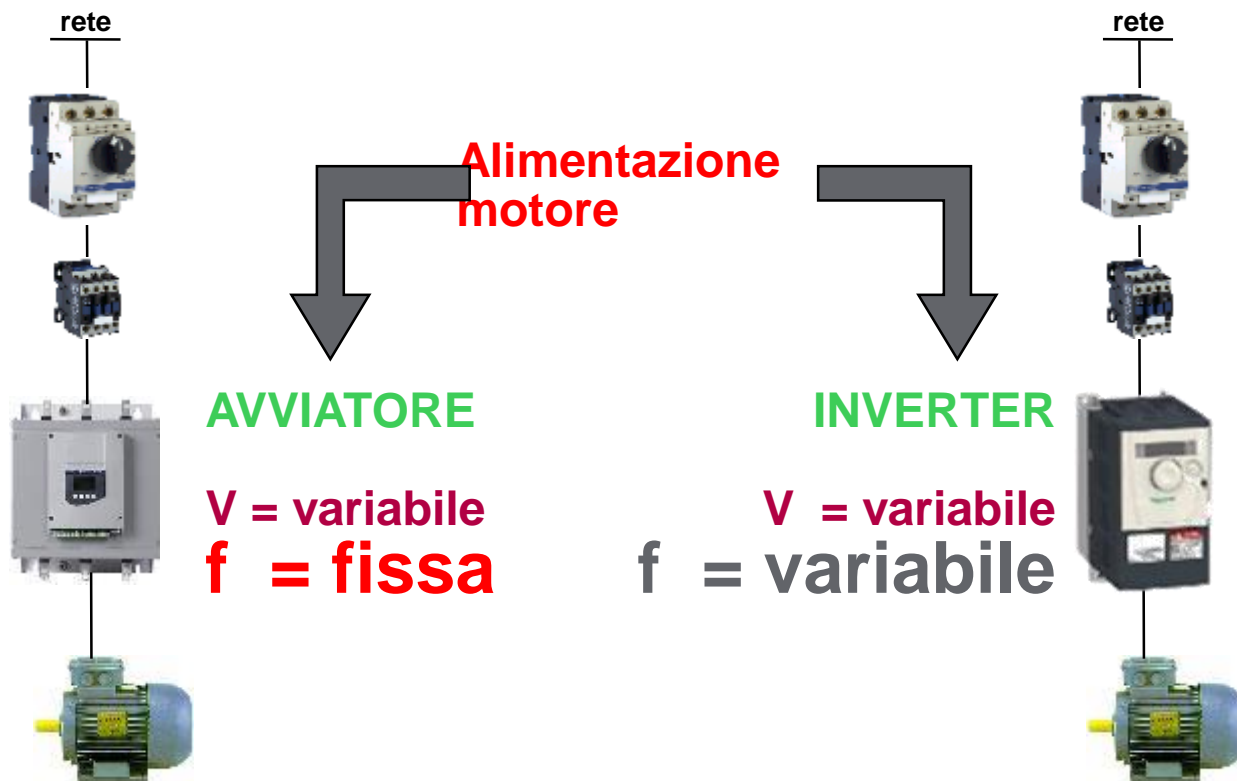 rete
rete
Alimentazione
motore
AVVIATORE
INVERTER
V = variabile
V = variabile
f = fissa
f = variabile